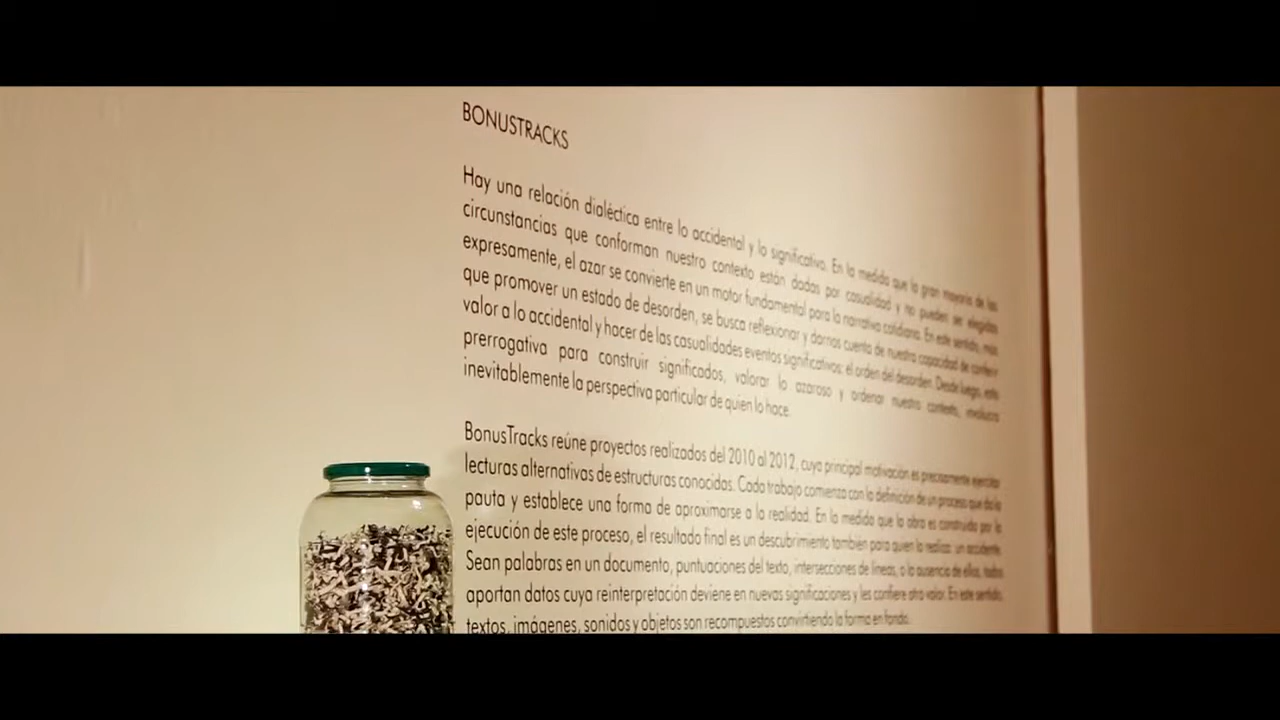 BONUSTRACKS
Hay una relación dialéctica entre lo accidental y lo significativo. En la medida que la gran mayoría de las
circunstancias que conforman nuestro contexto están dadas por casualidad y no pueden ser elegidas
expresamente, el azar se convierte en un motor fundamental para la narrativa cotidiana. En este sentido, más
que promover un estado de desorden, se busca reflexionar y darnos cuenta de nuestra capacidad de conferir
valor a lo accidental y hacer de las casualidades eventos significativos: el orden del desorden. Desde luego, esta
prerrogativa para construir significados, valorar lo azaroso y ordenar nuestro contexto, involucra
inevitablemente la perspectiva particular de quien lo hace.
BonusTracks reúne proyectos realizados del 2010 al 2012, cuya principal motivación es precisamente ejercitar
lecturas alternativas de estructuras conocidas. Cada trabajo comienza con la definición de un proceso que da la
pauta y establece una forma de aproximarse a la realidad. En la medida que la obra es construida por la
ejecución de este proceso, el resultado final es un descubrimiento también para quien la realiza: un accidente.
Sean palabras en un documento, puntuaciones del texto, intersecciones de líneas, o la ausencia de ellas, todos
aportan datos cuya reinterpretación deviene en nuevas significaciones y les confiere otro valor. En este sentido,
textos, imágenes, sonidos y objetos son recompuestos convirtiendo la forma en fondo.